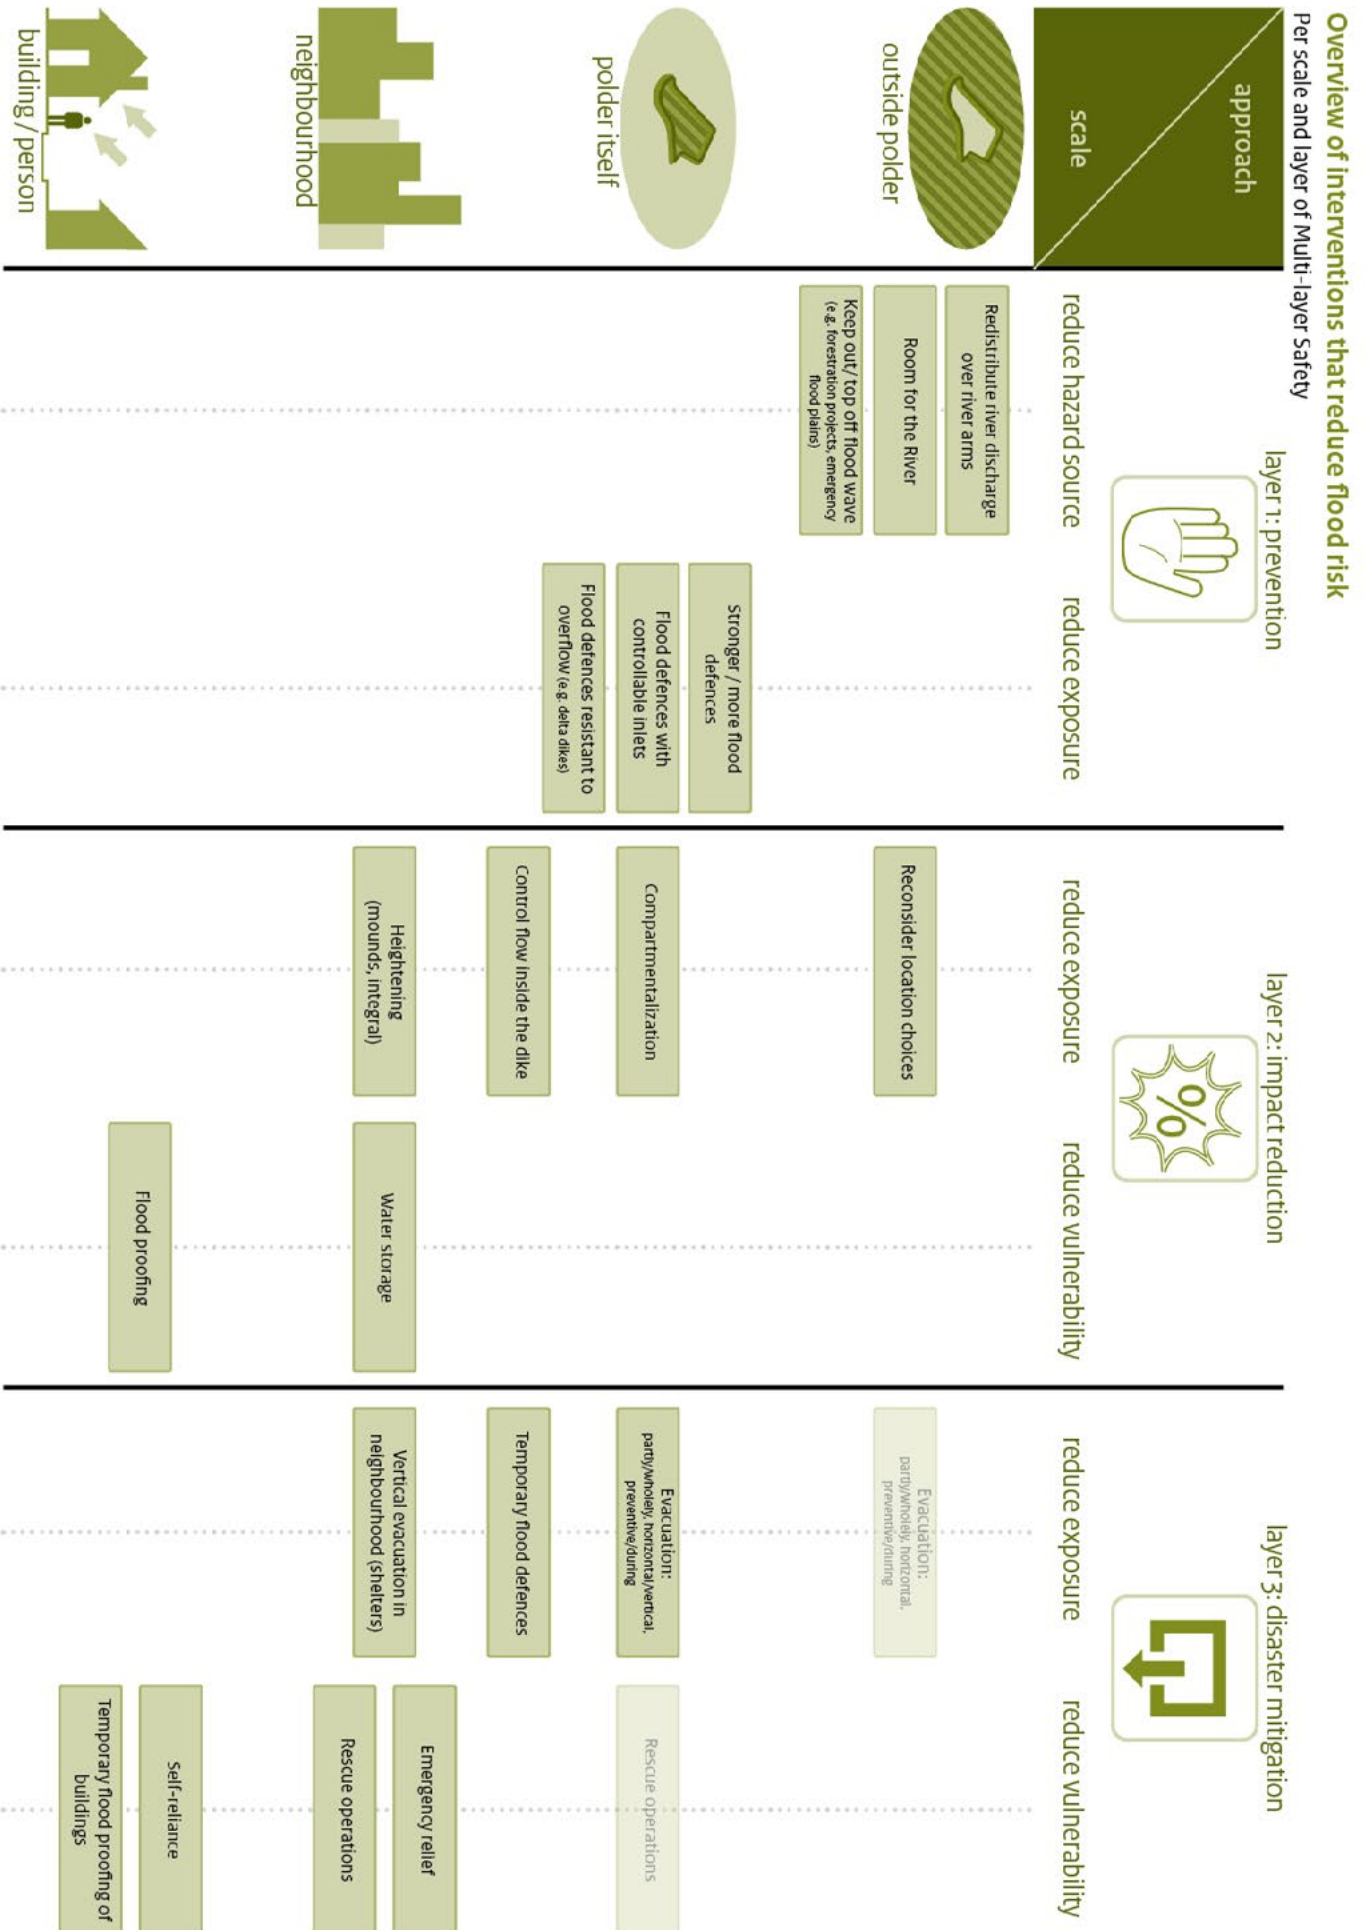 Overview of interventions that reduce flood risk
Per scale and layer of Multi-layer Safety
approach
scale
layer 1: prevention
layer 2: impact reduction
layer 3: disaster mitigation
reduce hazard source
reduce exposure
reduce exposure
reduce vulnerability
reduce exposure
reduce vulnerability
outside polder
Redistribute river discharge
over river arms
Room for the River
Keep out/ top off flood wave
(e.g. forestration projects, emergency
flood plains)
Reconsider location choices
Evacuation:
partly/wholely, horizontal,
preventive/during
polder itself
Stronger / more flood
defences
Flood defences with
controllable inlets
Flood defences resistant to
overflow (e.g. delta dikes)
Compartmentalization
Control flow inside the dike
Evacuation:
partly/wholely, horizontal/vertical,
preventive/during
Temporary flood defences
Rescue operations
neighbourhood
Heightening
(mounds, integral)
Water storage
Vertical evacuation in
neighbourhood (shelters)
Emergency relief
Rescue operations
building / person
Flood proofing
Self-reliance
Temporary flood proofing of
buildings
%